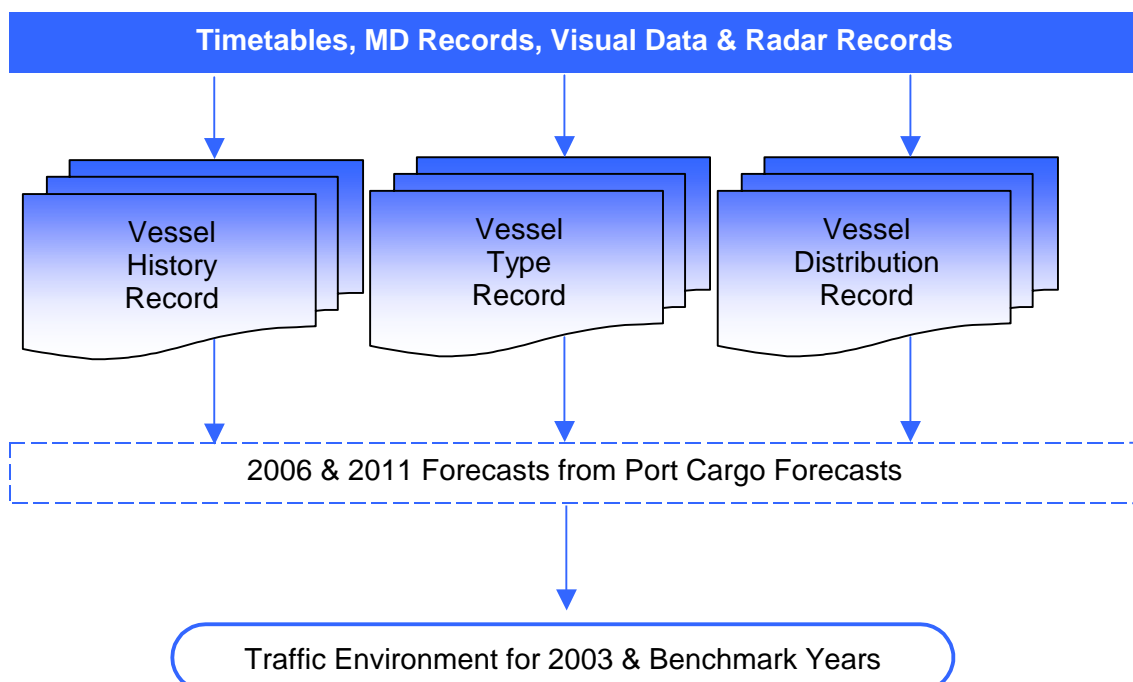 Timetables, MD Records, Visual Data & Radar Records
Vessel
History
Record
Vessel
Type
Record
Vessel
Distribution
Record
2006 & 2011 Forecasts from Port Cargo Forecasts
Traffic Environment for 2003 & Benchmark Years